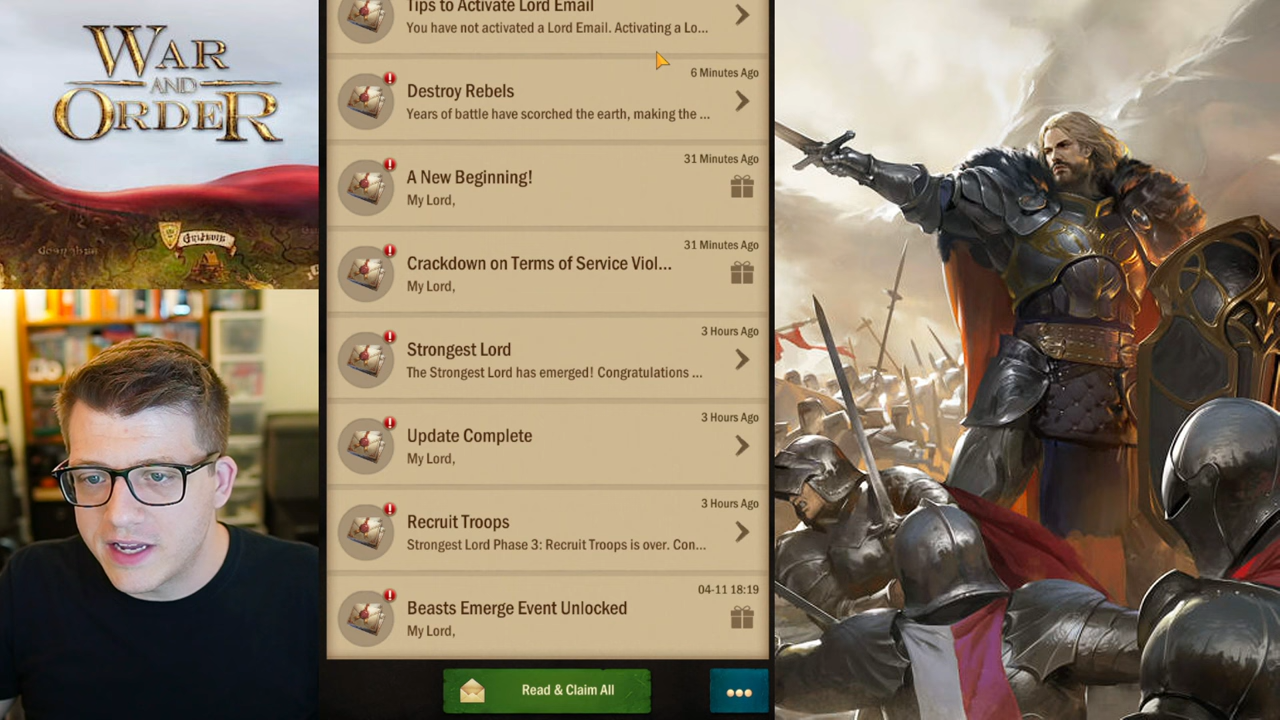 WAR
AND
ORDER
Tips to Activate Lord Email
You have not activated a Lord Email. Activating a Lo...
6 Minutes Ago
Destroy Rebels
Years of battle have scorched the earth, making the ...
31 Minutes Ago
A New Beginning!
My Lord,
31 Minutes Ago
Crackdown on Terms of Service Viol...
My Lord,
3 Hours Ago
Strongest Lord
The Strongest Lord has emerged! Congratulations ...
3 Hours Ago
Update Complete
My Lord,
3 Hours Ago
Recruit Troops
Strongest Lord Phase 3: Recruit Troops is over. Con...
04-11 18:19
Beasts Emerge Event Unlocked
My Lord,
Read & Claim All